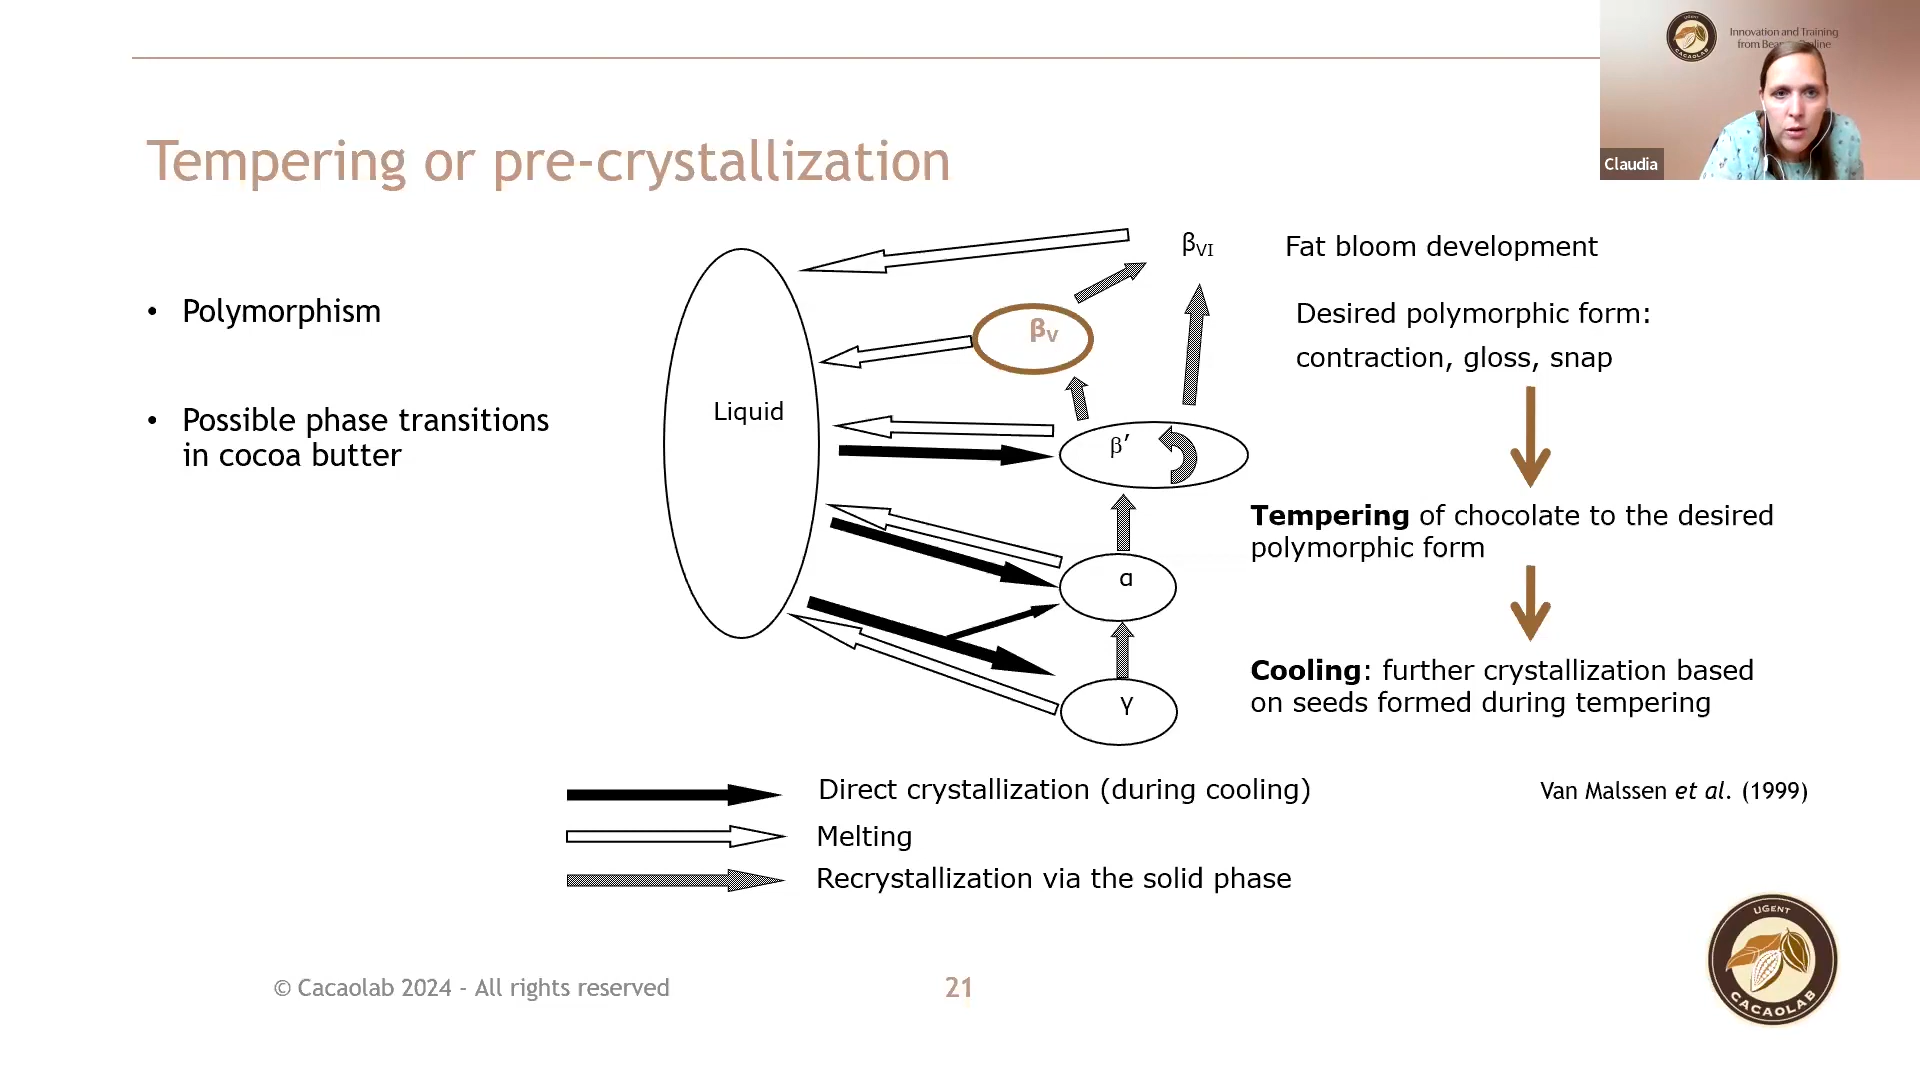 UGENT
CACAOLAB
Innovation and Training
Claudia
Tempering or pre-crystallization
• Polymorphism
• Possible phase transitions
in cocoa butter
Liquid
βVI
βV
β′
α
γ
Fat bloom development
Desired polymorphic form:
contraction, gloss, snap
Tempering of chocolate to the desired
polymorphic form
Cooling: further crystallization based
on seeds formed during tempering
Direct crystallization (during cooling)
Melting
Recrystallization via the solid phase
Van Malssen et al. (1999)
© Cacaolab 2024 - All rights reserved
21
UGENT
CACAOLAB